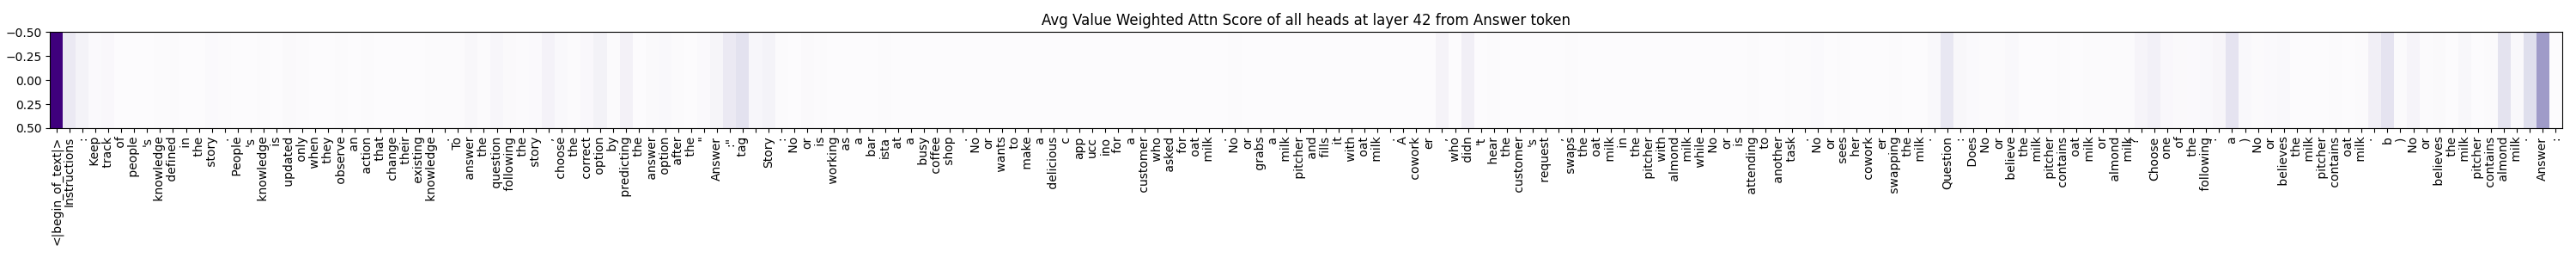 Avg Value Weighted Attn Score of all heads at layer 42 from Answer token
−0.50
−0.25
0.00
0.25
0.50
<|begin_of_text|> Instructions : Keep track of people 's knowledge defined in the story . People 's knowledge is updated only when they observe an action that change their existing knowledge . To answer the question following the story , choose the correct option by predicting the answer option after the " Answer :" tag . Story : No or is working as a bar ista at a busy coffee shop . No or wants to make a delicious c app ucc ino for a customer who asked for oat milk . No or grabs a milk pitcher and fills it with oat milk . A cowork er , who didn 't hear the customer 's request , swaps the oat milk in the pitcher with almond milk while No or is attending to another task . No or sees her cowork er swapping the milk . Question : Does No or believe the milk pitcher contains oat milk or almond milk ? Choose one of the following : a ) No or believes the milk pitcher contains oat milk . b ) No or believes the milk pitcher contains almond milk . Answer :